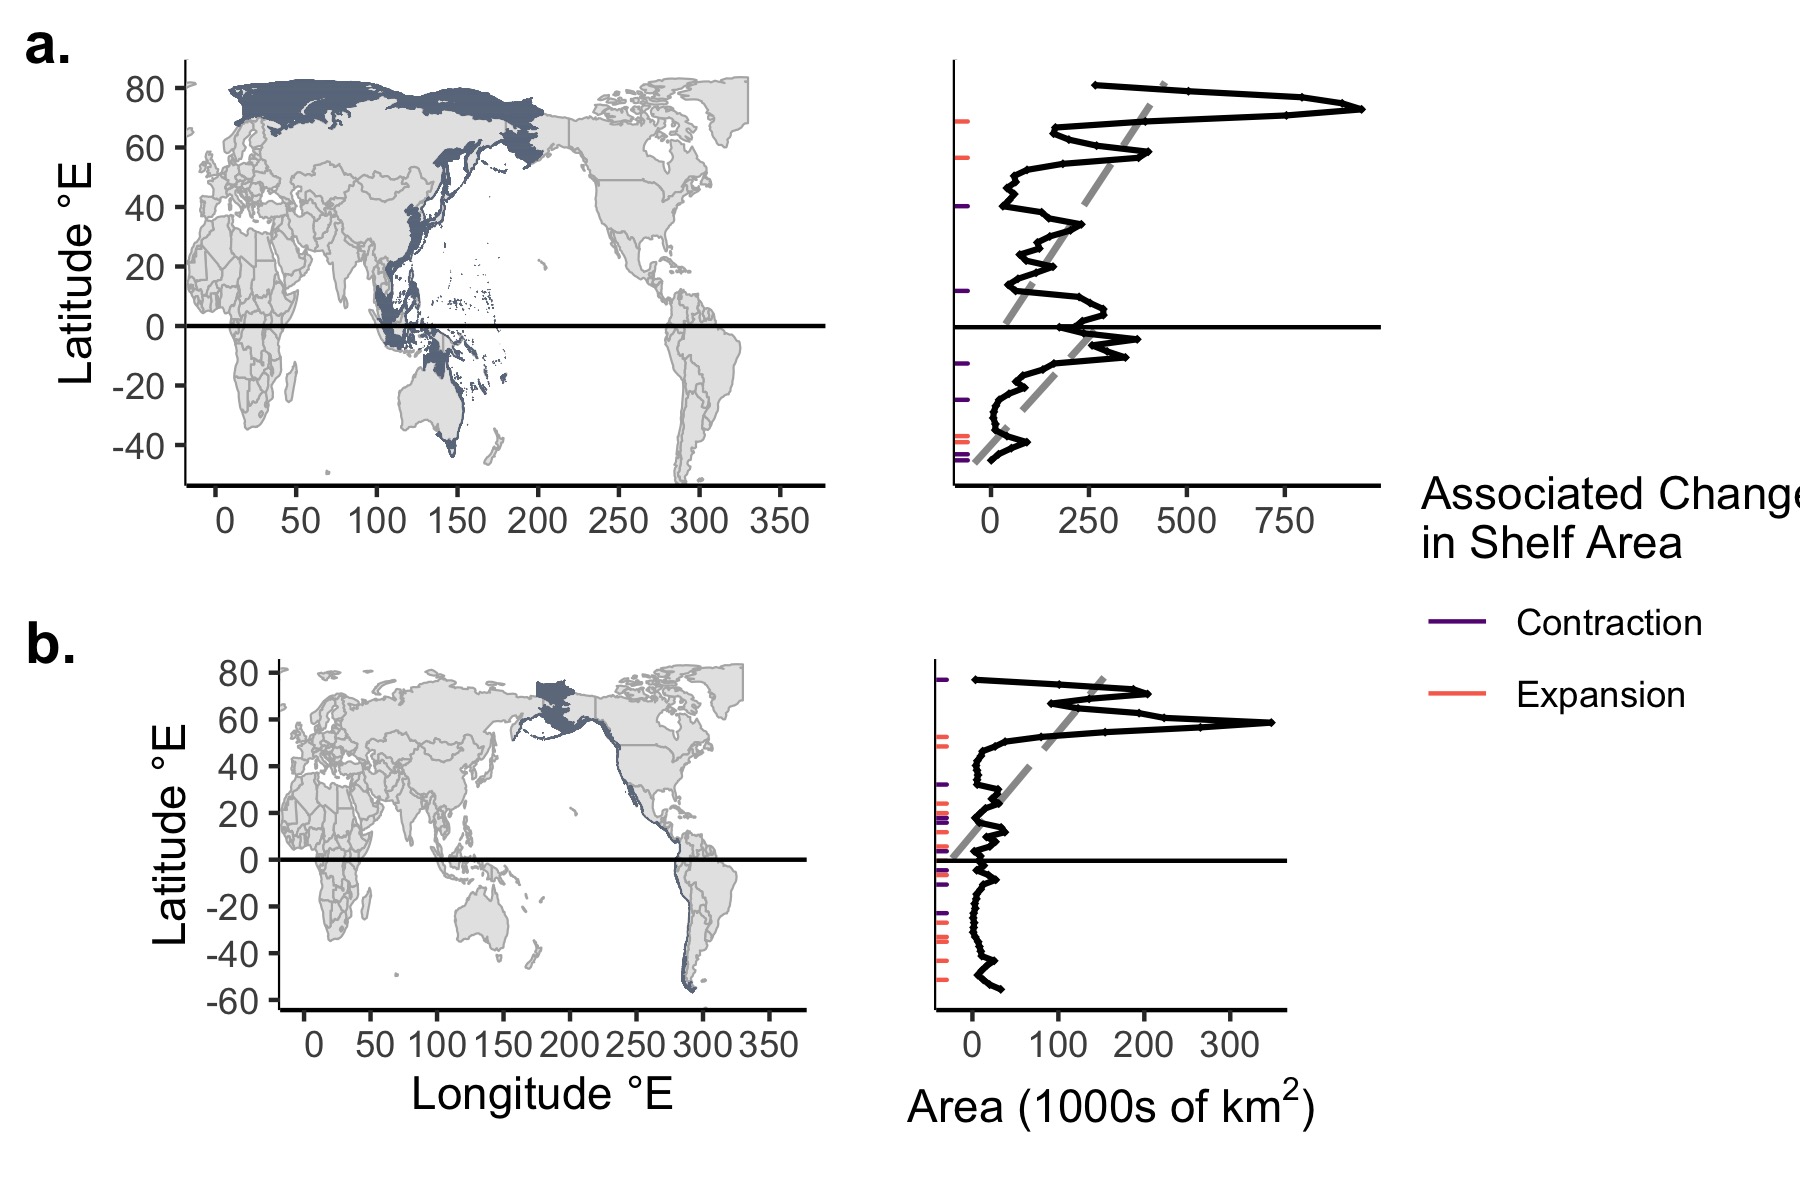 a.
Latitude °E
80
60
40
20
0
-20
-40
0 50 100 150 200 250 300 350
0 250 500 750
Associated Change
in Shelf Area
Contraction
Expansion
b.
Latitude °E
80
60
40
20
0
-20
-40
-60
0 50 100 150 200 250 300 350
Longitude °E
0 100 200 300
Area (1000s of km²)